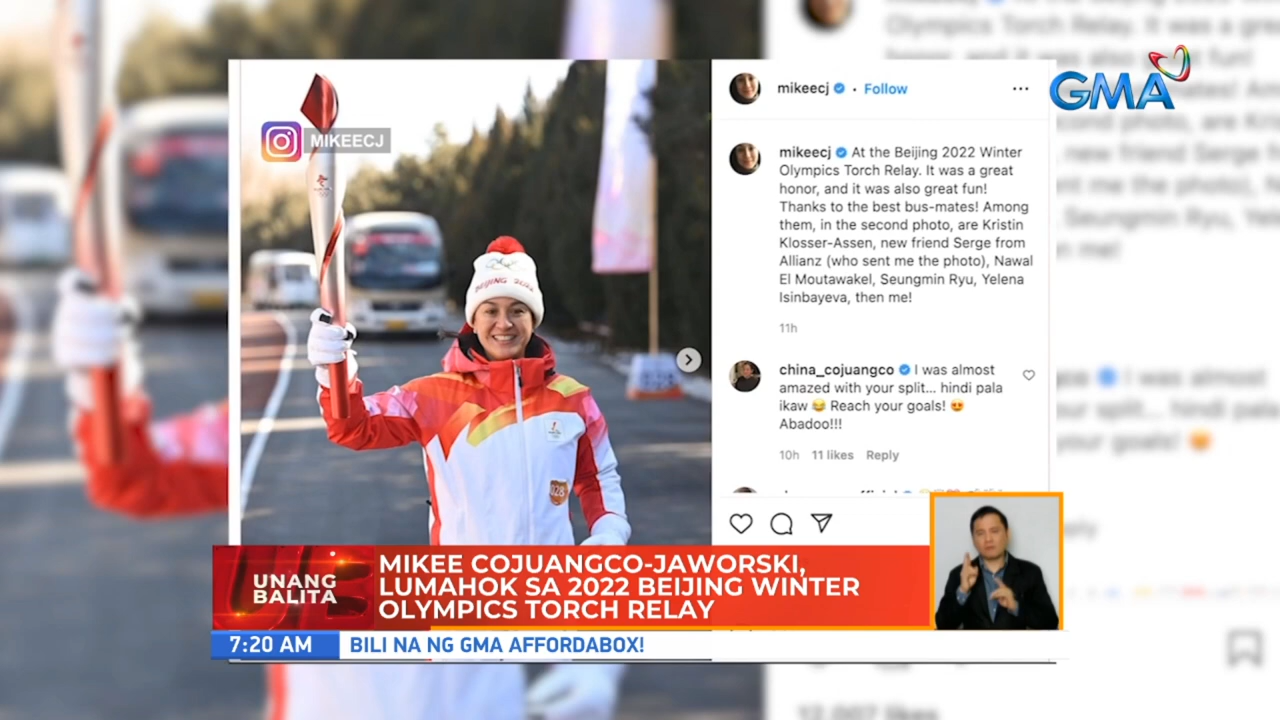 GMA
MIKEECJ
BEIJING 2022
mikeecj · Follow
mikeecj At the Beijing 2022 Winter
Olympics Torch Relay. It was a great
honor, and it was also great fun!
Thanks to the best bus-mates! Among
them, in the second photo, are Kristin
Klosser-Assen, new friend Serge from
Allianz (who sent me the photo), Nawal
El Moutawakel, Seungmin Ryu, Yelena
Isinbayeva, then me!
11h
china_cojuangco I was almost
amazed with your split... hindi pala
ikaw 😂 Reach your goals! 😍
Abadoo!!!
10h 11 likes Reply
UNANG
BALITA
MIKEE COJUANGCO-JAWORSKI,
LUMAHOK SA 2022 BEIJING WINTER
OLYMPICS TORCH RELAY
7:20 AM BILI NA NG GMA AFFORDABOX!